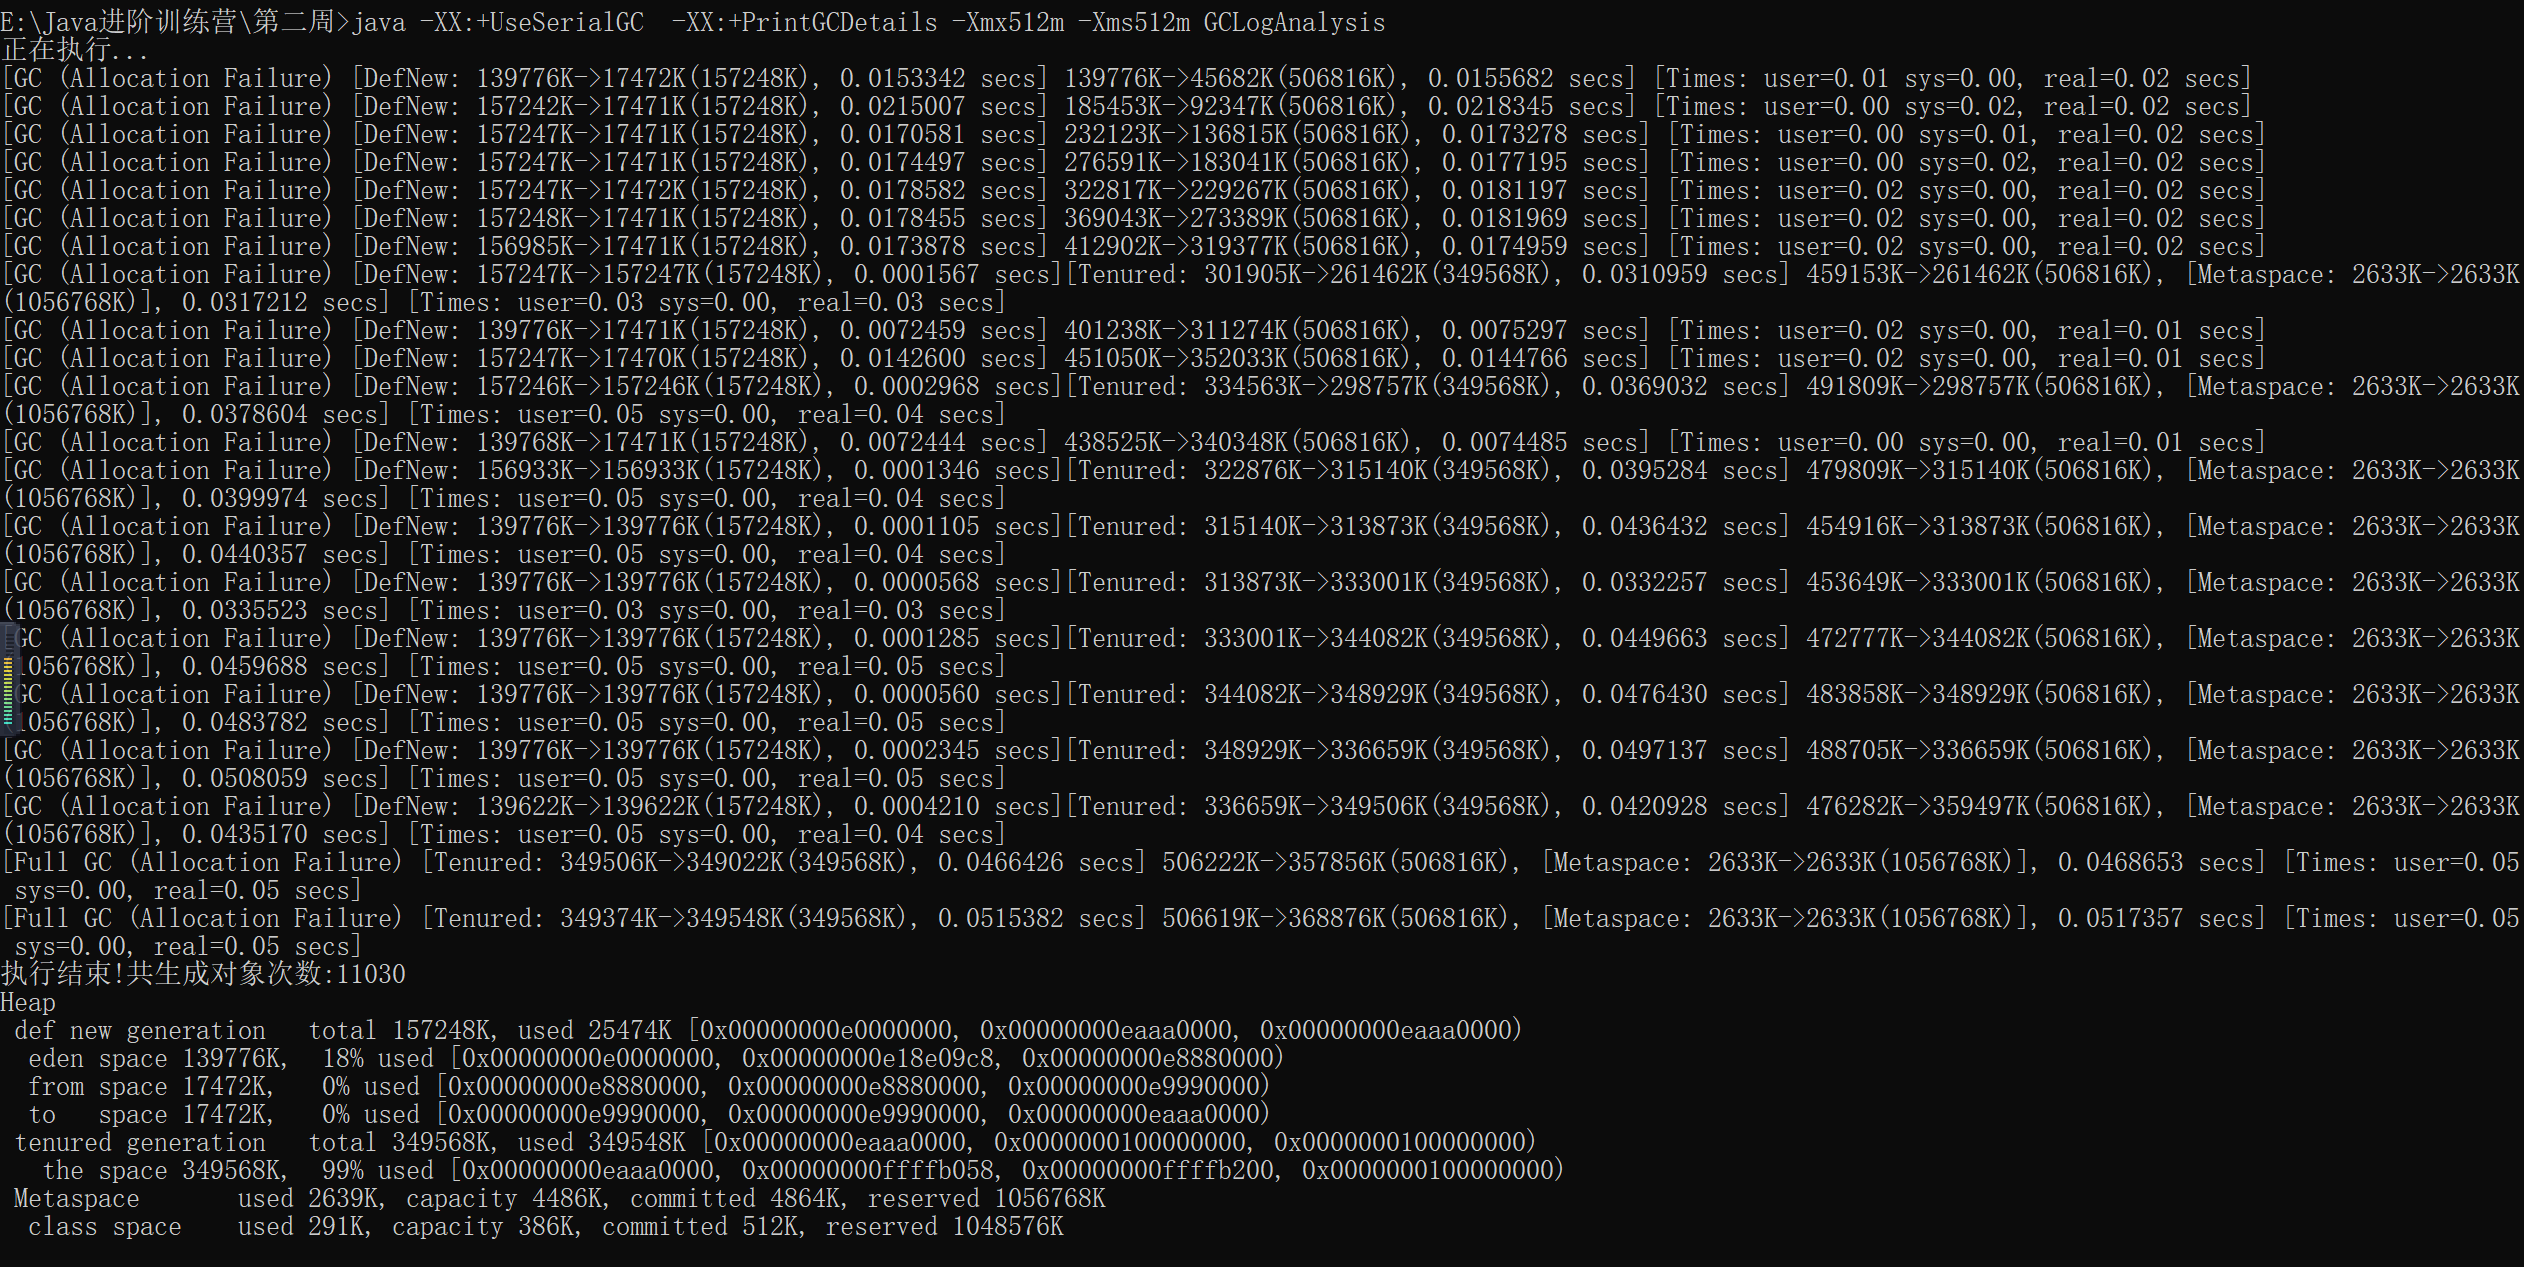 E:\Java进阶训练营\第二周>java -XX:+UseSerialGC  -XX:+PrintGCDetails -Xmx512m -Xms512m GCLogAnalysis
正在执行...
[GC (Allocation Failure) [DefNew: 139776K->17472K(157248K), 0.0153342 secs] 139776K->45682K(506816K), 0.0155682 secs] [Times: user=0.01 sys=0.00, real=0.02 secs]
[GC (Allocation Failure) [DefNew: 157242K->17471K(157248K), 0.0215007 secs] 185453K->92347K(506816K), 0.0218345 secs] [Times: user=0.00 sys=0.02, real=0.02 secs]
[GC (Allocation Failure) [DefNew: 157247K->17471K(157248K), 0.0170581 secs] 232123K->136815K(506816K), 0.0173278 secs] [Times: user=0.00 sys=0.01, real=0.02 secs]
[GC (Allocation Failure) [DefNew: 157247K->17471K(157248K), 0.0174497 secs] 276591K->183041K(506816K), 0.0177195 secs] [Times: user=0.00 sys=0.02, real=0.02 secs]
[GC (Allocation Failure) [DefNew: 157247K->17472K(157248K), 0.0178582 secs] 322817K->229267K(506816K), 0.0181197 secs] [Times: user=0.02 sys=0.00, real=0.02 secs]
[GC (Allocation Failure) [DefNew: 157248K->17471K(157248K), 0.0178455 secs] 369043K->273389K(506816K), 0.0181969 secs] [Times: user=0.02 sys=0.00, real=0.02 secs]
[GC (Allocation Failure) [DefNew: 156985K->17471K(157248K), 0.0173878 secs] 412902K->319377K(506816K), 0.0174959 secs] [Times: user=0.02 sys=0.00, real=0.02 secs]
[GC (Allocation Failure) [DefNew: 157247K->157247K(157248K), 0.0001567 secs][Tenured: 301905K->261462K(349568K), 0.0310959 secs] 459153K->261462K(506816K), [Metaspace: 2633K->2633K
(1056768K)], 0.0317212 secs] [Times: user=0.03 sys=0.00, real=0.03 secs]
[GC (Allocation Failure) [DefNew: 139776K->17471K(157248K), 0.0072459 secs] 401238K->311274K(506816K), 0.0075297 secs] [Times: user=0.02 sys=0.00, real=0.01 secs]
[GC (Allocation Failure) [DefNew: 157247K->17470K(157248K), 0.0142600 secs] 451050K->352033K(506816K), 0.0144766 secs] [Times: user=0.02 sys=0.00, real=0.01 secs]
[GC (Allocation Failure) [DefNew: 157246K->157246K(157248K), 0.0002968 secs][Tenured: 334563K->298757K(349568K), 0.0369032 secs] 491809K->298757K(506816K), [Metaspace: 2633K->2633K
(1056768K)], 0.0378604 secs] [Times: user=0.05 sys=0.00, real=0.04 secs]
[GC (Allocation Failure) [DefNew: 139768K->17471K(157248K), 0.0072444 secs] 438525K->340348K(506816K), 0.0074485 secs] [Times: user=0.00 sys=0.00, real=0.01 secs]
[GC (Allocation Failure) [DefNew: 156933K->156933K(157248K), 0.0001346 secs][Tenured: 322876K->315140K(349568K), 0.0395284 secs] 479809K->315140K(506816K), [Metaspace: 2633K->2633K
(1056768K)], 0.0399974 secs] [Times: user=0.05 sys=0.00, real=0.04 secs]
[GC (Allocation Failure) [DefNew: 139776K->139776K(157248K), 0.0001105 secs][Tenured: 315140K->313873K(349568K), 0.0436432 secs] 454916K->313873K(506816K), [Metaspace: 2633K->2633K
(1056768K)], 0.0440357 secs] [Times: user=0.05 sys=0.00, real=0.04 secs]
[GC (Allocation Failure) [DefNew: 139776K->139776K(157248K), 0.0000568 secs][Tenured: 313873K->333001K(349568K), 0.0332257 secs] 453649K->333001K(506816K), [Metaspace: 2633K->2633K
(1056768K)], 0.0335523 secs] [Times: user=0.03 sys=0.00, real=0.03 secs]
GC (Allocation Failure) [DefNew: 139776K->139776K(157248K), 0.0001285 secs][Tenured: 333001K->344082K(349568K), 0.0449663 secs] 472777K->344082K(506816K), [Metaspace: 2633K->2633K
1056768K)], 0.0459688 secs] [Times: user=0.05 sys=0.00, real=0.05 secs]
GC (Allocation Failure) [DefNew: 139776K->139776K(157248K), 0.0000560 secs][Tenured: 344082K->348929K(349568K), 0.0476430 secs] 483858K->348929K(506816K), [Metaspace: 2633K->2633K
1056768K)], 0.0483782 secs] [Times: user=0.05 sys=0.00, real=0.05 secs]
[GC (Allocation Failure) [DefNew: 139776K->139776K(157248K), 0.0002345 secs][Tenured: 348929K->336659K(349568K), 0.0497137 secs] 488705K->336659K(506816K), [Metaspace: 2633K->2633K
(1056768K)], 0.0508059 secs] [Times: user=0.05 sys=0.00, real=0.05 secs]
[GC (Allocation Failure) [DefNew: 139622K->139622K(157248K), 0.0004210 secs][Tenured: 336659K->349506K(349568K), 0.0420928 secs] 476282K->359497K(506816K), [Metaspace: 2633K->2633K
(1056768K)], 0.0435170 secs] [Times: user=0.05 sys=0.00, real=0.04 secs]
[Full GC (Allocation Failure) [Tenured: 349506K->349022K(349568K), 0.0466426 secs] 506222K->357856K(506816K), [Metaspace: 2633K->2633K(1056768K)], 0.0468653 secs] [Times: user=0.05
 sys=0.00, real=0.05 secs]
[Full GC (Allocation Failure) [Tenured: 349374K->349548K(349568K), 0.0515382 secs] 506619K->368876K(506816K), [Metaspace: 2633K->2633K(1056768K)], 0.0517357 secs] [Times: user=0.05
 sys=0.00, real=0.05 secs]
执行结束!共生成对象次数:11030
Heap
 def new generation   total 157248K, used 25474K [0x00000000e0000000, 0x00000000eaaa0000, 0x00000000eaaa0000)
  eden space 139776K,  18% used [0x00000000e0000000, 0x00000000e18e09c8, 0x00000000e8880000)
  from space 17472K,   0% used [0x00000000e8880000, 0x00000000e8880000, 0x00000000e9990000)
  to   space 17472K,   0% used [0x00000000e9990000, 0x00000000e9990000, 0x00000000eaaa0000)
 tenured generation   total 349568K, used 349548K [0x00000000eaaa0000, 0x0000000100000000, 0x0000000100000000)
   the space 349568K,  99% used [0x00000000eaaa0000, 0x00000000ffffb058, 0x00000000ffffb200, 0x0000000100000000)
 Metaspace       used 2639K, capacity 4486K, committed 4864K, reserved 1056768K
  class space    used 291K, capacity 386K, committed 512K, reserved 1048576K